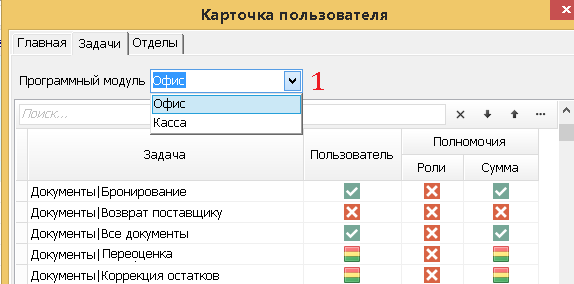 Карточка пользователя
Главная Задачи Отделы
Программный модуль Офис 1
Офис
Касса
Поиск...
Задача Пользователь Полномочия
Роли Сумма
Документы|Бронирование
Документы|Возврат поставщику
Документы|Все документы
Документы|Переоценка
Документы|Коррекция остатков